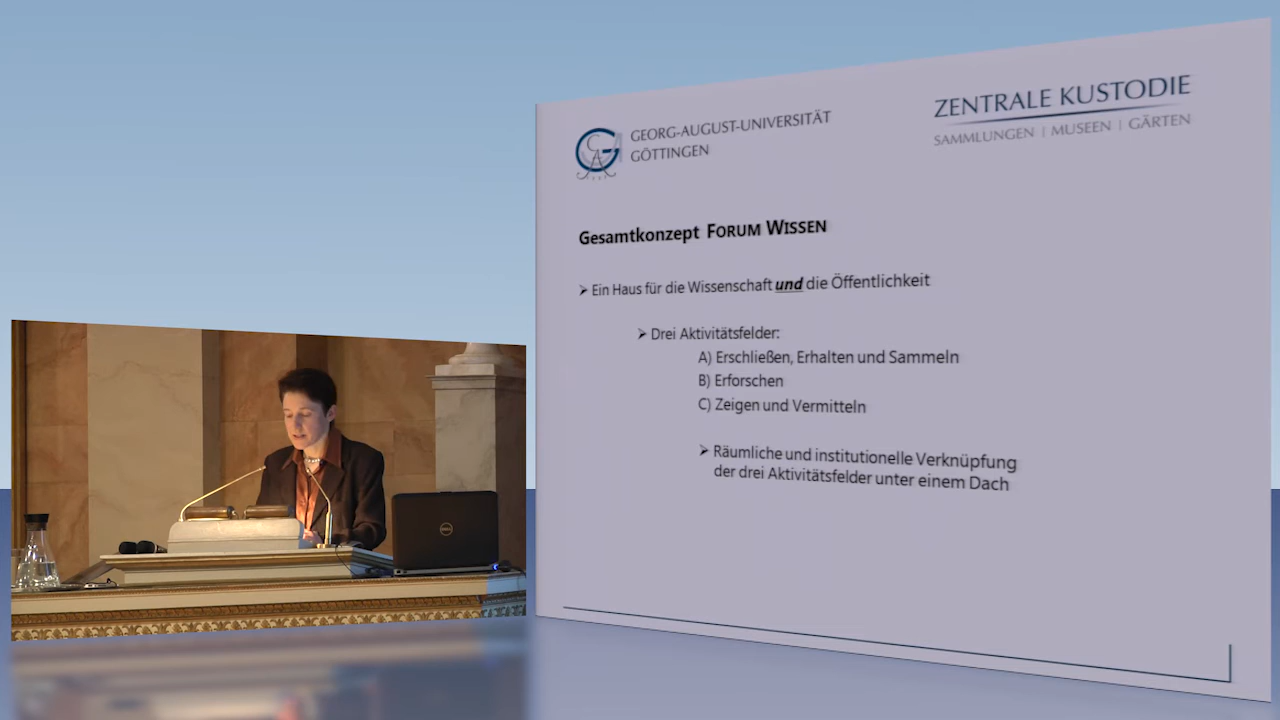 GEORG-AUGUST-UNIVERSITÄT
GÖTTINGEN
ZENTRALE KUSTODIE
SAMMLUNGEN | MUSEEN | GÄRTEN
Gesamtkonzept FORUM WISSEN
➢ Ein Haus für die Wissenschaft und die Öffentlichkeit
➢ Drei Aktivitätsfelder:
A) Erschließen, Erhalten und Sammeln
B) Erforschen
C) Zeigen und Vermitteln
➢ Räumliche und institutionelle Verknüpfung
der drei Aktivitätsfelder unter einem Dach
DELL